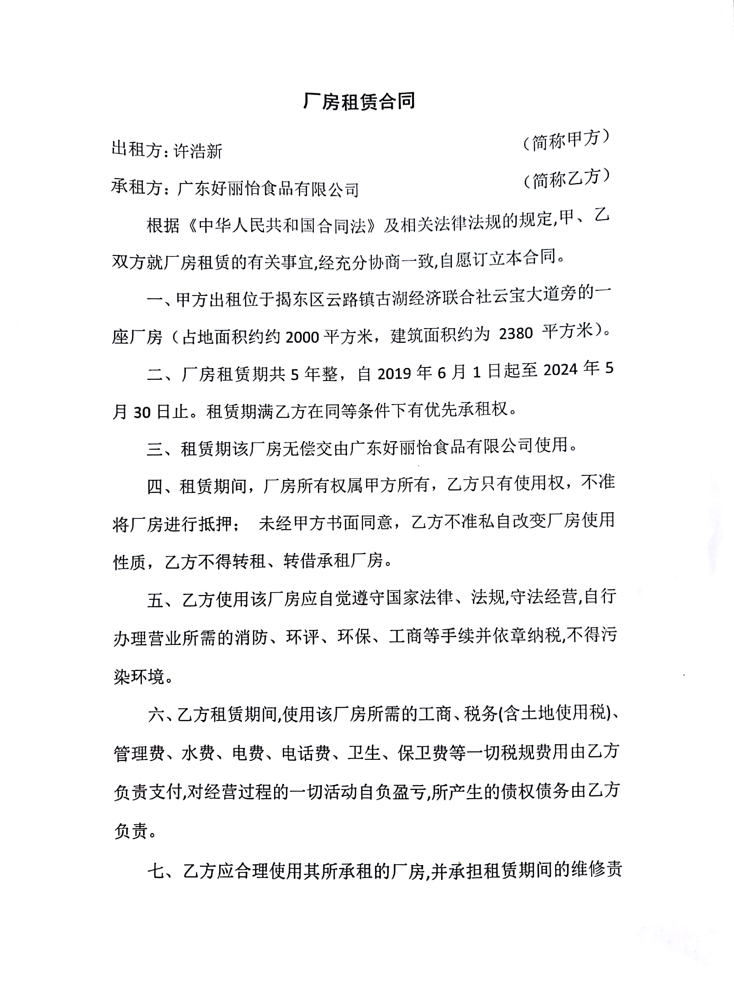 厂房租赁合同
出租方：许浩新 （简称甲方）
承租方：广东好丽怡食品有限公司 （简称乙方）
根据《中华人民共和国合同法》及相关法律法规的规定,甲、乙
双方就厂房租赁的有关事宜,经充分协商一致,自愿订立本合同。
一、甲方出租位于揭东区云路镇古湖经济联合社云宝大道旁的一
座厂房（占地面积约约 2000 平方米，建筑面积约为 2380 平方米）。
二、厂房租赁期共 5 年整，自 2019 年 6 月 1 日起至 2024 年 5
月 30 日止。租赁期满乙方在同等条件下有优先承租权。
三、租赁期该厂房无偿交由广东好丽怡食品有限公司使用。
四、租赁期间，厂房所有权属甲方所有，乙方只有使用权，不准
将厂房进行抵押； 未经甲方书面同意，乙方不准私自改变厂房使用
性质，乙方不得转租、转借承租厂房。
五、乙方使用该厂房应自觉遵守国家法律、法规,守法经营,自行
办理营业所需的消防、环评、环保、工商等手续并依章纳税,不得污
染环境。
六、乙方租赁期间,使用该厂房所需的工商、税务(含土地使用税)、
管理费、水费、电费、电话费、卫生、保卫费等一切税规费用由乙方
负责支付,对经营过程的一切活动自负盈亏,所产生的债权债务由乙方
负责。
七、乙方应合理使用其所承租的厂房,并承担租赁期间的维修责